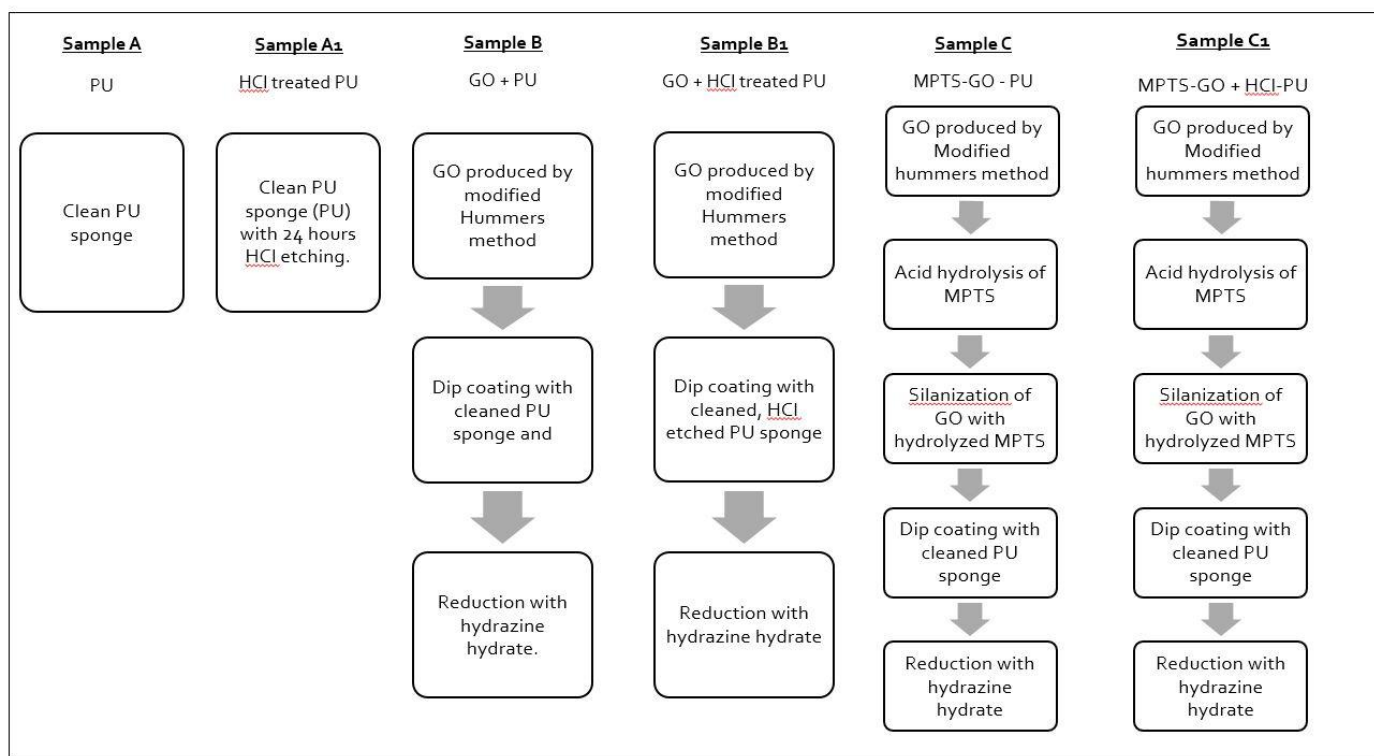 Sample A
PU
Clean PU
sponge
Sample A1
HCl treated PU
Clean PU
sponge (PU)
with 24 hours
HCl etching.
Sample B
GO + PU
GO produced by
modified
Hummers
method
Dip coating with
cleaned PU
sponge and
Reduction with
hydrazine
hydrate.
Sample B1
GO + HCl treated PU
GO produced by
modified
Hummers
method
Dip coating with
cleaned, HCl
etched PU sponge
Reduction with
hydrazine hydrate
Sample C
MPTS-GO - PU
GO produced by
Modified
hummers method
Acid hydrolysis of
MPTS
Silanization of
GO with
hydrolyzed MPTS
Dip coating with
cleaned PU
sponge
Reduction with
hydrazine
hydrate
Sample C1
MPTS-GO + HCl-PU
GO produced by
Modified
hummers method
Acid hydrolysis of
MPTS
Silanization of
GO with
hydrolyzed MPTS
Dip coating with
cleaned PU
sponge
Reduction with
hydrazine
hydrate